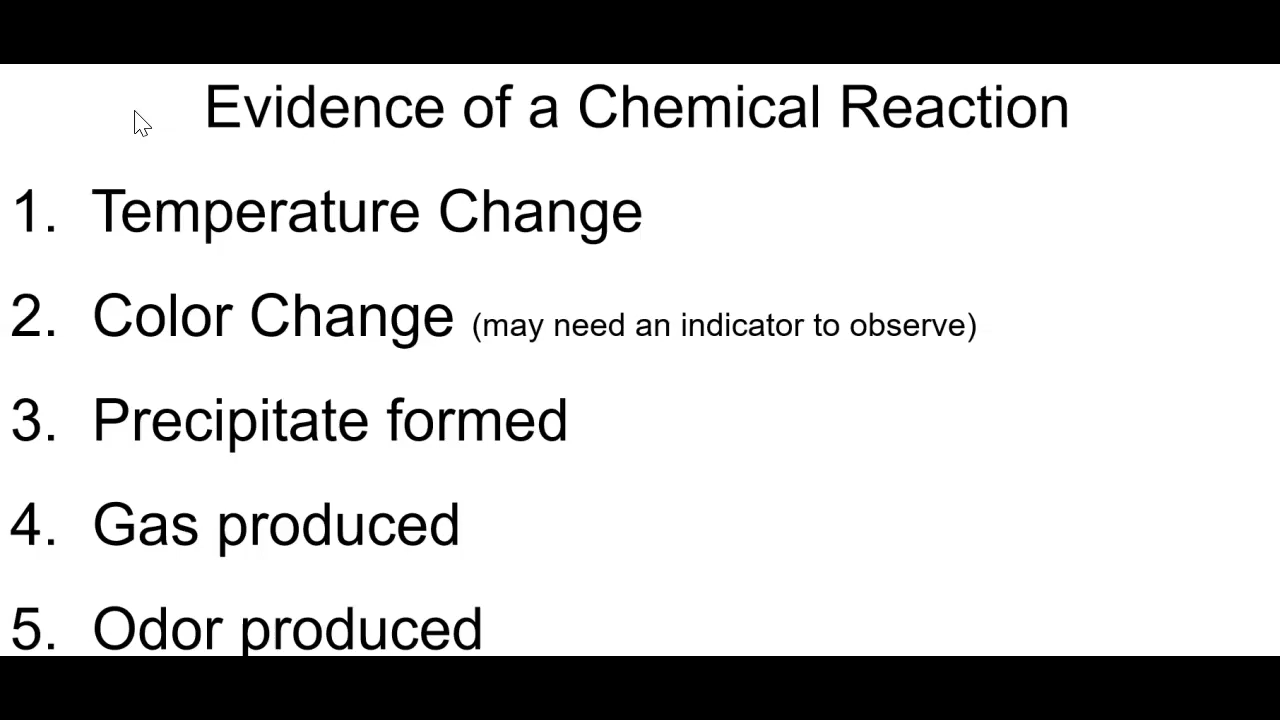 Evidence of a Chemical Reaction
1. Temperature Change
2. Color Change (may need an indicator to observe)
3. Precipitate formed
4. Gas produced
5. Odor produced